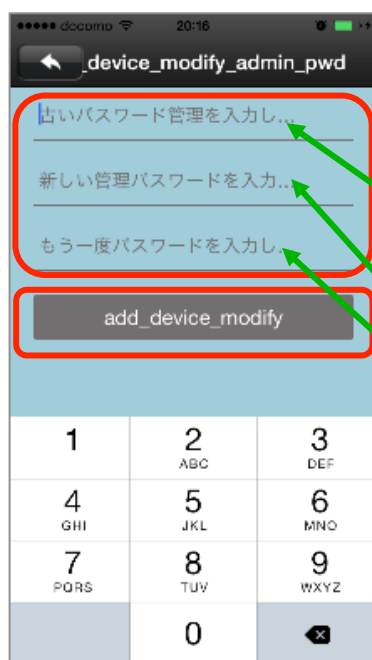 docomo 20:16
_device_modify_admin_pwd
古いパスワード管理を入力し...
新しい管理パスワードを入力...
もう一度パスワードを入力し...
add_device_modify
1 2 3
ABC DEF
4 5 6
GHI JKL MNO
7 8 9
PQRS TUV WXYZ
0